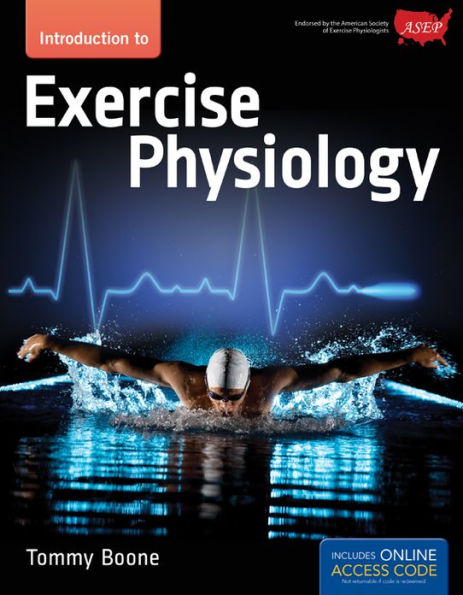 Introduction to
Endorsed by the American Society
of Exercise Physiologists
ASEP
Exercise
Physiology
Tommy Boone
INCLUDES ONLINE
ACCESS CODE
Not returnable if code is redeemed